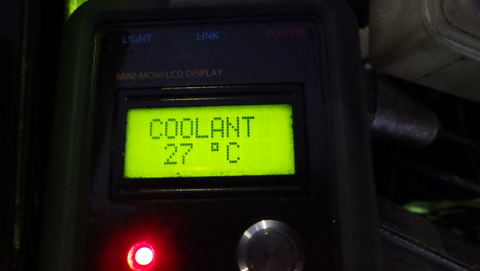 LIGHT LINK POWER
MINI-MONI LCD DISPLAY
COOLANT
27 °C